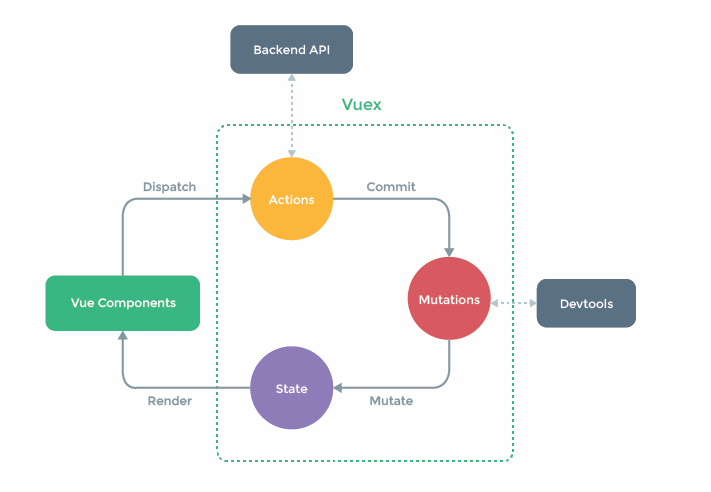 Backend API
Vuex
Dispatch
Commit
Actions
Vue Components
Mutations
Devtools
State
Render
Mutate